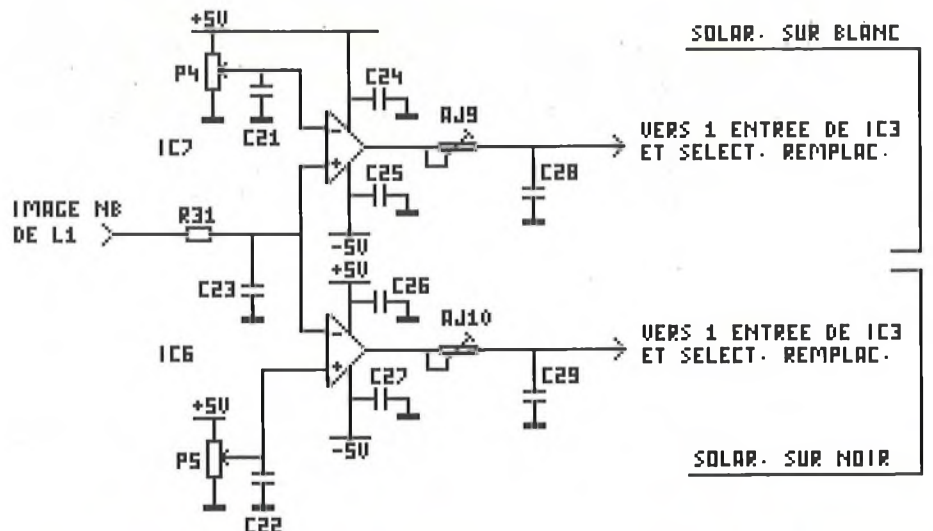 +5V
SOLAR. SUR BLANC
P4
C24
C21
AJ9
VERS 1 ENTREE DE IC3
ET SELECT. REMPLAC.
IC7
C25
C28
IMAGE NB
DE L1
R31
-5V
+5V
C23
C26
AJ10
VERS 1 ENTREE DE IC3
ET SELECT. REMPLAC.
IC6
C27
C29
+5V
-5V
P5
SOLAR. SUR NOIR
C22